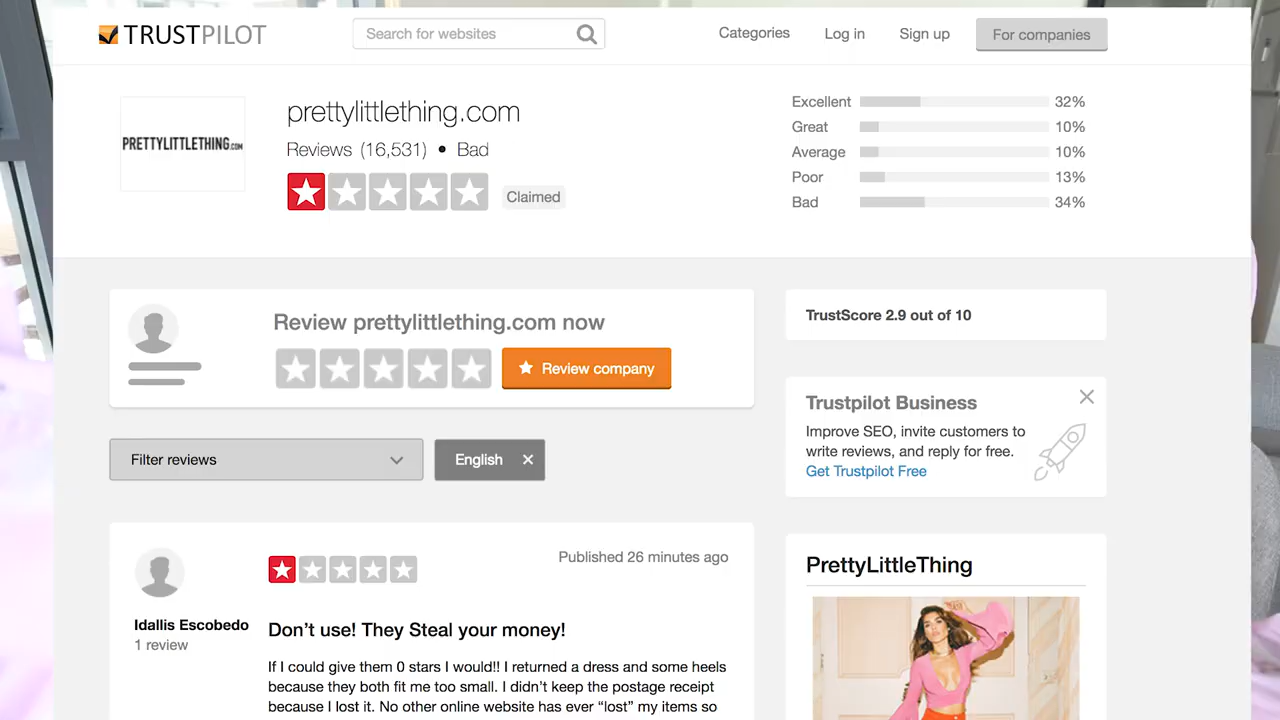 TRUSTPILOT
Search for websites
Categories
Log in
Sign up
For companies
PRETTYLITTLETHING.COM
prettylittlething.com
Reviews (16,531) • Bad
Claimed
Excellent 32%
Great 10%
Average 10%
Poor 13%
Bad 34%
Review prettylittlething.com now
Review company
TrustScore 2.9 out of 10
Trustpilot Business
Improve SEO, invite customers to
write reviews, and reply for free.
Get Trustpilot Free
Filter reviews
English
Idallis Escobedo
1 review
Published 26 minutes ago
Don’t use! They Steal your money!
If I could give them 0 stars I would!! I returned a dress and some heels
because they both fit me too small. I didn’t keep the postage receipt
because I lost it. No other online website has ever “lost” my items so
PrettyLittleThing